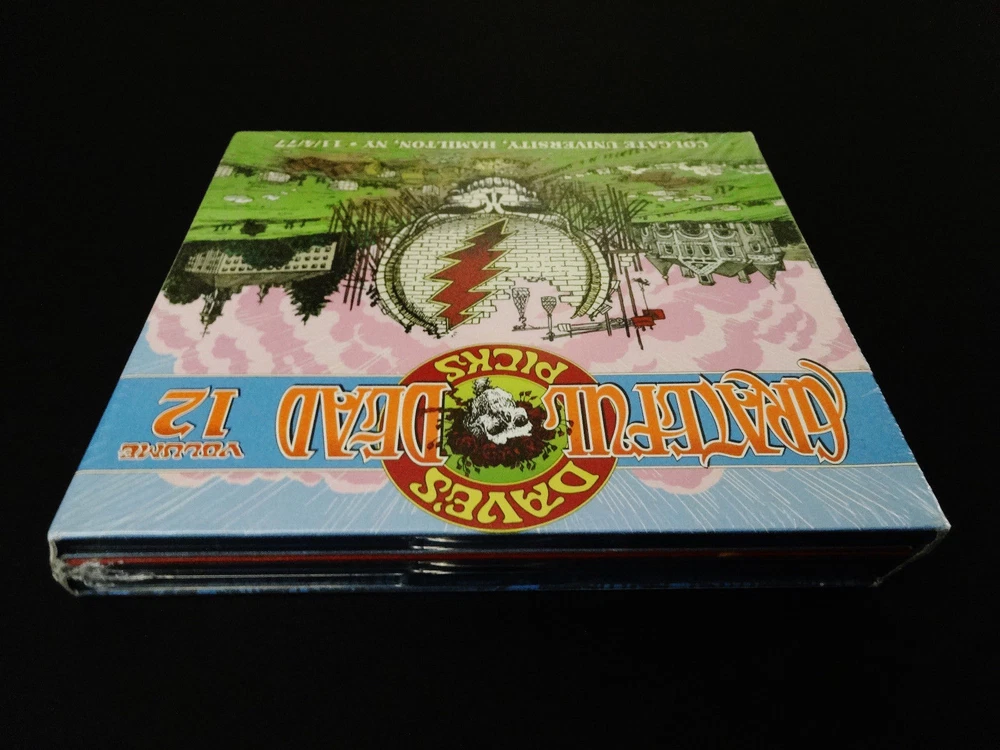 DAVE'S
GRATEFUL DEAD
VOLUME
12
PICKS
COLGATE UNIVERSITY, HAMILTON, NY • 11/4/77